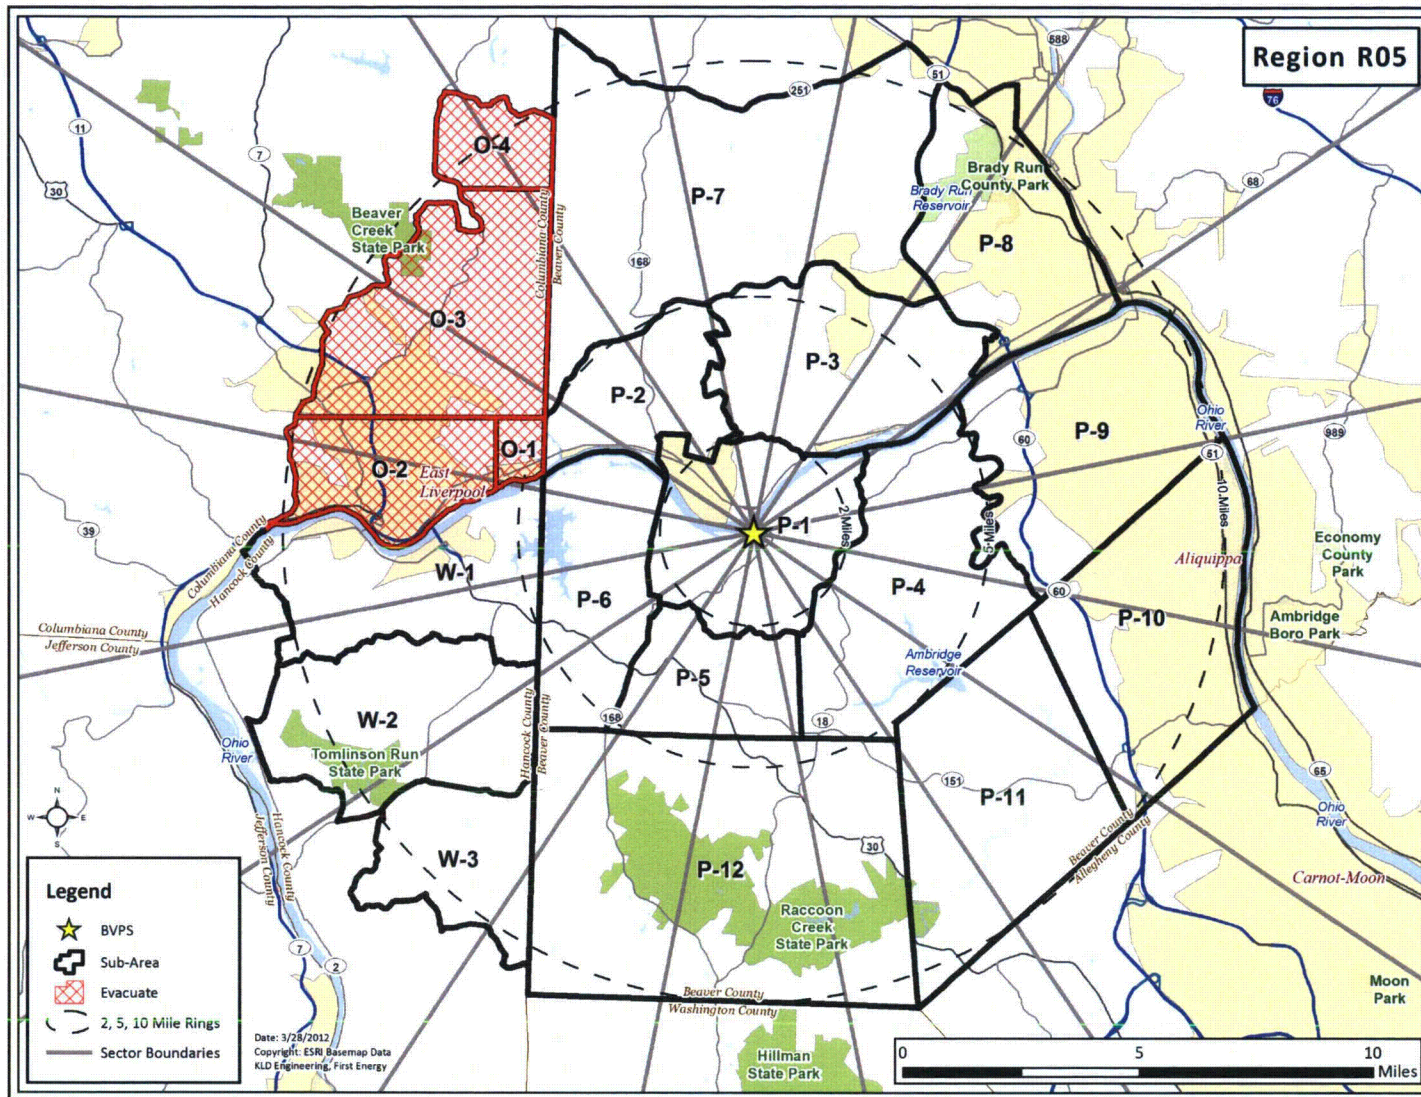 Region R05
588
51
251
76
11
7
30
O-4
Brady Run
County Park
68
P-7
Brady Run
Reservoir
Columbiana County
Beaver County
Beaver
Creek
State Park
P-8
168
O-3
P-3
P-2
Ohio
River
60
P-9
989
51
O-1
O-2
East
Liverpool
10 Miles
P-1
2 Miles
5 Miles
39
Columbiana County
Hancock County
Economy
County
Park
Aliquippa
W-1
P-6
P-4
60
P-10
Ambridge
Boro Park
Columbiana County
Jefferson County
Ambridge
Reservoir
P-5
168
18
W-2
Hancock County
Beaver County
Ohio
River
Tomlinson Run
State Park
65
151
P-11
Ohio
River
N
W
E
S
Hancock County
Jefferson County
30
Beaver County
Allegheny County
W-3
P-12
Carnot-Moon
Raccoon
Creek
State Park
7
2
Moon
Park
Beaver County
Washington County
Hillman
State Park
Legend
BVPS
Sub-Area
Evacuate
2, 5, 10 Mile Rings
Sector Boundaries
Date: 3/28/2012
Copyright: ESRI Basemap Data
KLD Engineering, First Energy
0
5
10
Miles